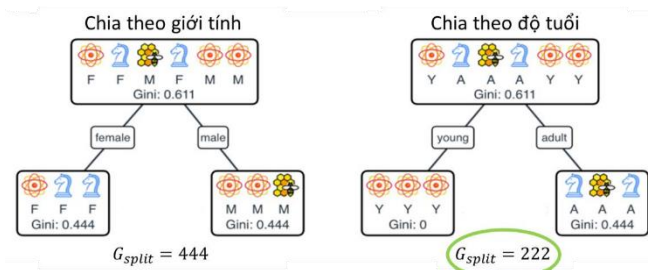 Chia theo giới tính
F F M F M M
Gini: 0.611
female
male
F F F
Gini: 0.444
M M M
Gini: 0.444
G_split = 444
Chia theo độ tuổi
Y A A A Y Y
Gini: 0.611
young
adult
Y Y Y
Gini: 0
A A A
Gini: 0.444
G_split = 222